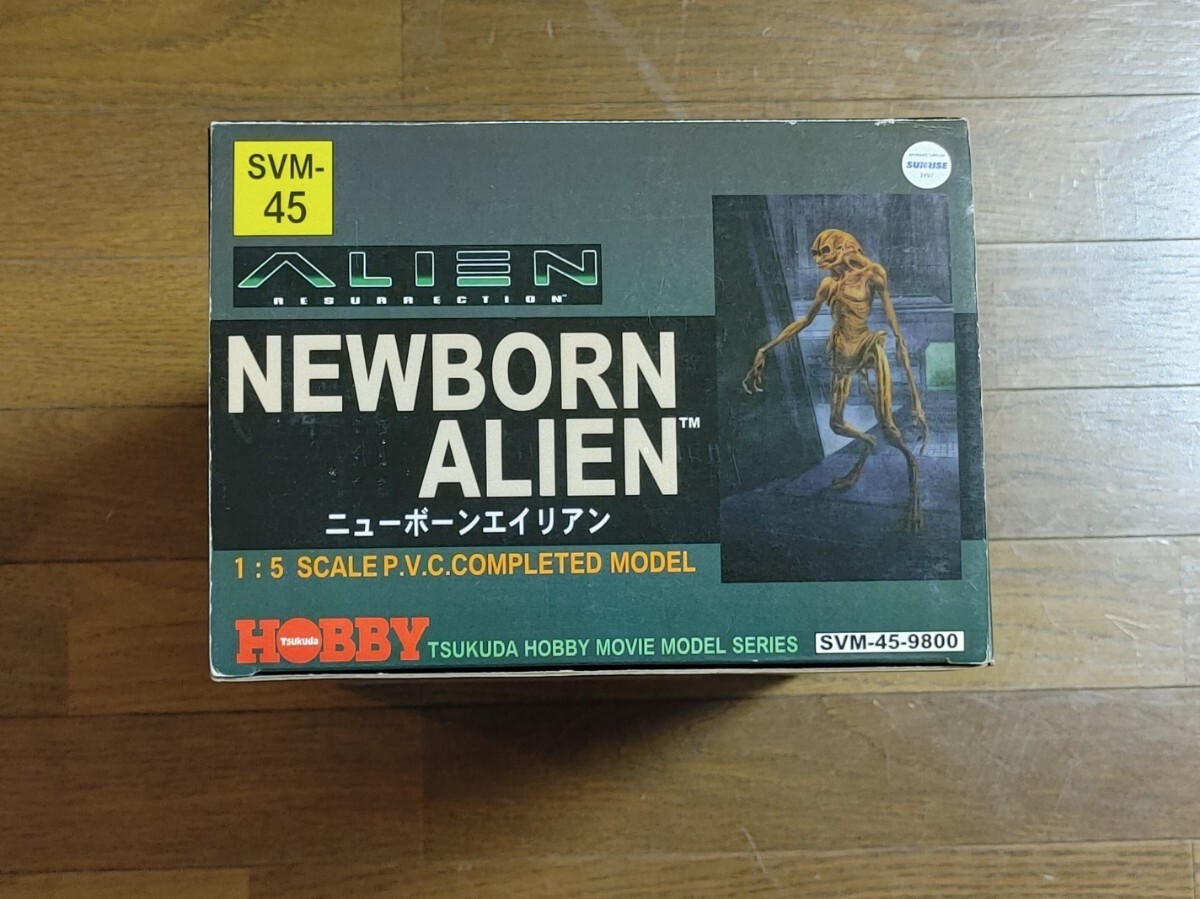 SVM-
45
SUNRISE
ALIEN
RESURRECTION™
NEWBORN
ALIEN™
ニューボーンエイリアン
1 : 5 SCALE P.V.C.COMPLETED MODEL
HOBBY
Tsukuda
TSUKUDA HOBBY MOVIE MODEL SERIES
SVM-45-9800